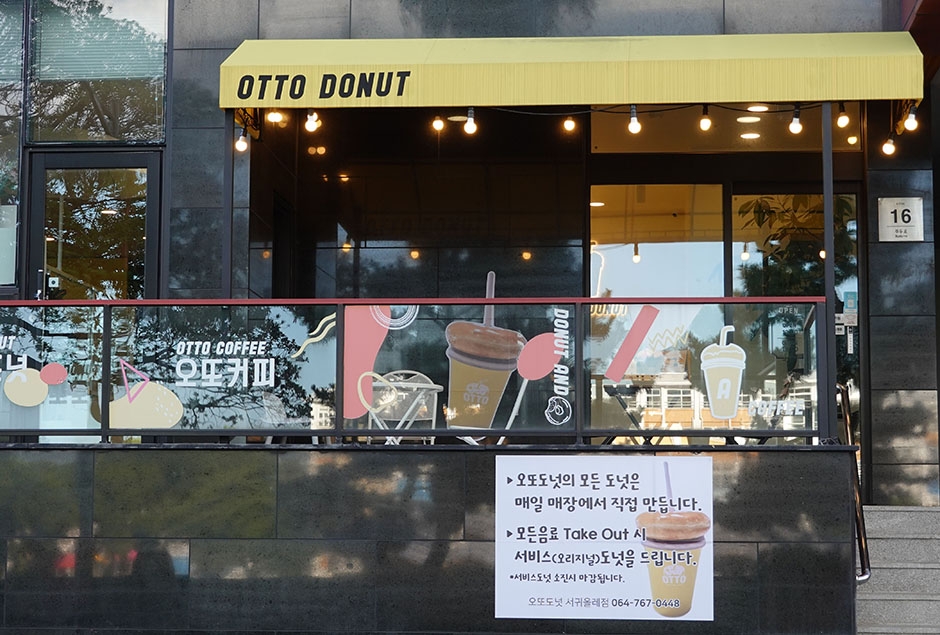 OTTO DONUT
16
DONUT
OPEN
OTTO COFFEE
오또커피
OTTO
DONUT AND
A
COFFEE
▶오또도넛의 모든 도넛은
매일 매장에서 직접 만듭니다.
▶모든음료 Take Out 시
서비스(오리지널)도넛을 드립니다.
*서비스도넛 소진시 마감됩니다.
OTTO
오또도넛 서귀올레점 064-767-0448